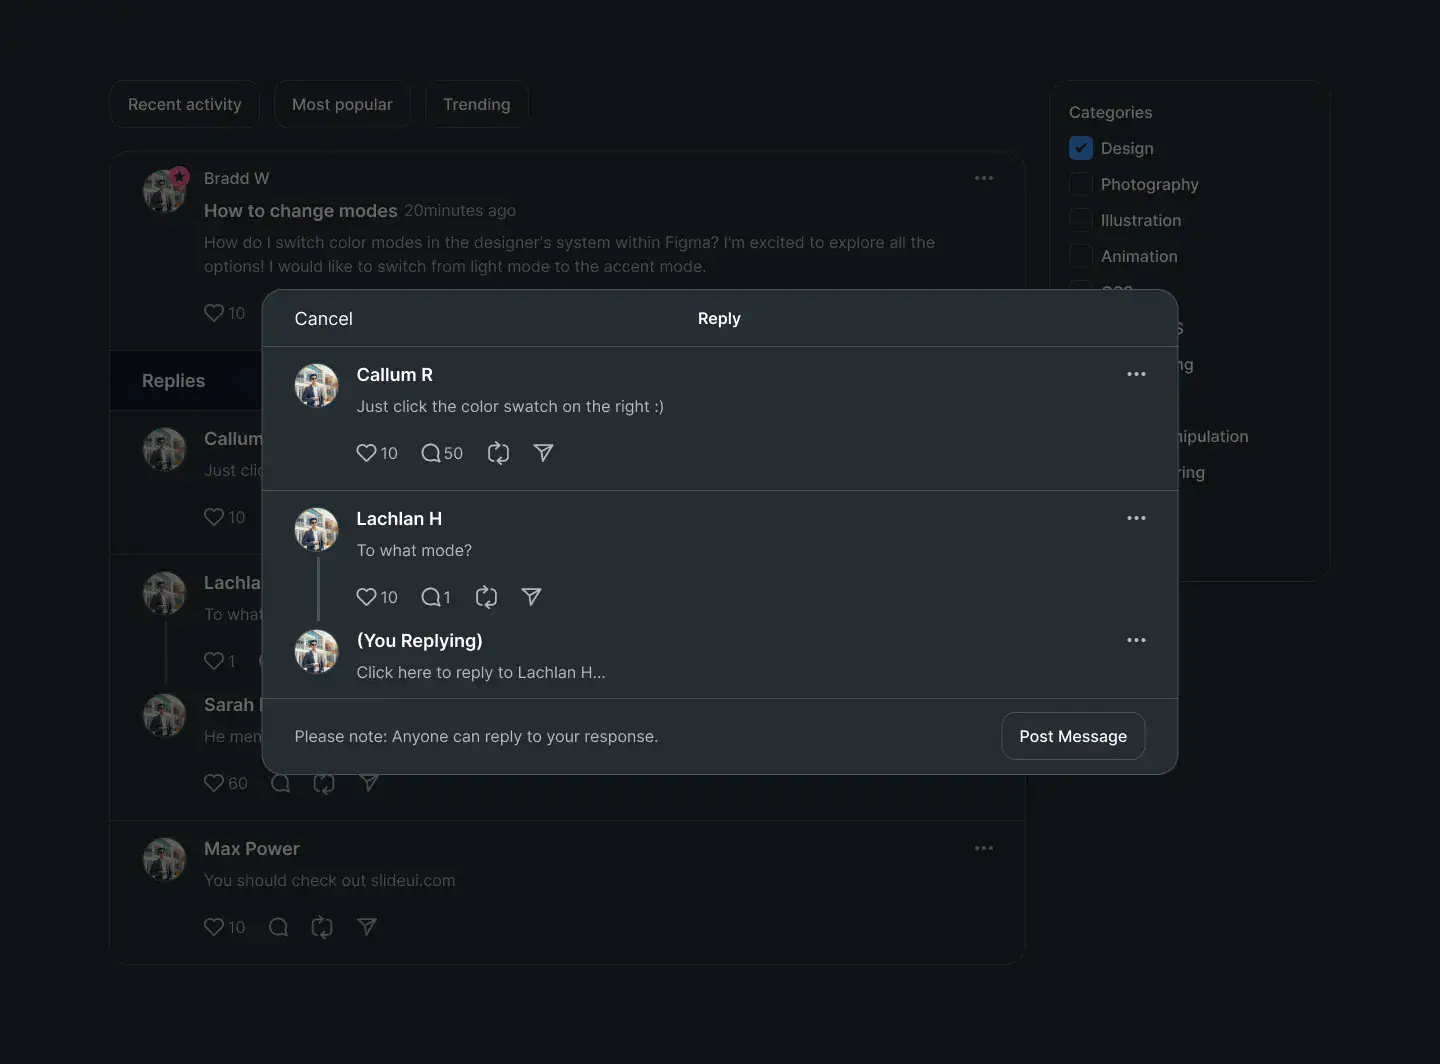 Recent activity
Most popular
Trending
Bradd W
How to change modes 20minutes ago
How do I switch color modes in the designer's system within Figma? I'm excited to explore all the
options! I would like to switch from light mode to the accent mode.
10
Replies
Callum
Just clic
10
Lachla
To what
1
Sarah
He men
60
Max Power
You should check out slideui.com
10
Cancel
Reply
Callum R
Just click the color swatch on the right :)
10 50
Lachlan H
To what mode?
10 1
(You Replying)
Click here to reply to Lachlan H...
Please note: Anyone can reply to your response.
Post Message
Categories
Design
Photography
Illustration
Animation
S
ng
nipulation
ring